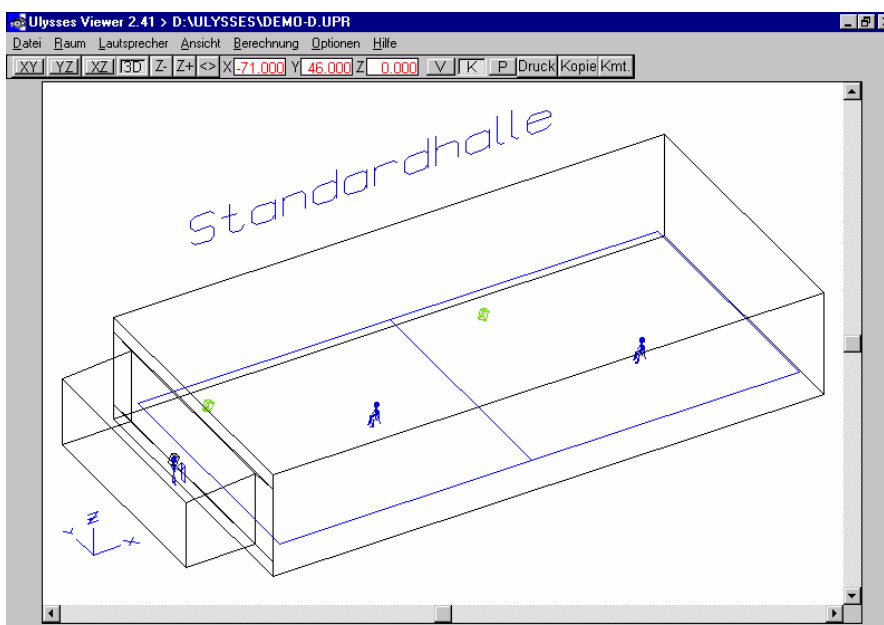 Ulysses Viewer 2.41 > D:\ULYSSES\DEMO-D.UPR
Datei Raum Lautsprecher Ansicht Berechnung Optionen Hilfe
XY YZ XZ 3D Z- Z+ <> X -71.000 Y 46.000 Z 0.000 V K P Druck Kopie Kmt.
Standardhalle
Z
Y X